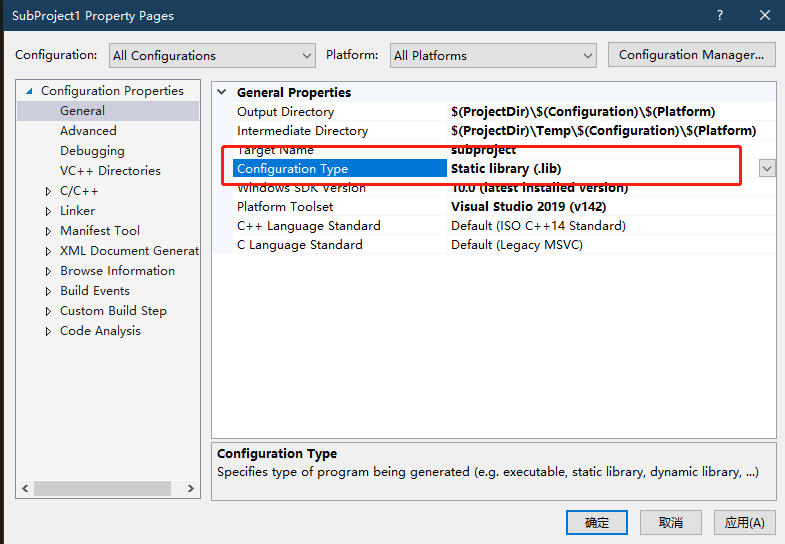 SubProject1 Property Pages
Configuration: All Configurations Platform: All Platforms Configuration Manager...
Configuration Properties
General
Advanced
Debugging
VC++ Directories
C/C++
Linker
Manifest Tool
XML Document Generat
Browse Information
Build Events
Custom Build Step
Code Analysis
General Properties
Output Directory $(ProjectDir)\$(Configuration)\$(Platform)
Intermediate Directory $(ProjectDir)\Temp\$(Configuration)\$(Platform)
Target Name subproject
Configuration Type Static library (.lib)
Windows SDK Version 10.0 (latest installed version)
Platform Toolset Visual Studio 2019 (v142)
C++ Language Standard Default (ISO C++14 Standard)
C Language Standard Default (Legacy MSVC)
Configuration Type
Specifies type of program being generated (e.g. executable, static library, dynamic library, ...)
确定 取消 应用(A)